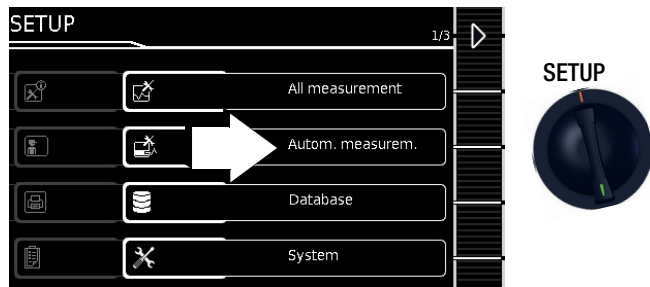 SETUP
1/3
All measurement
Autom. measurem.
Database
System
SETUP